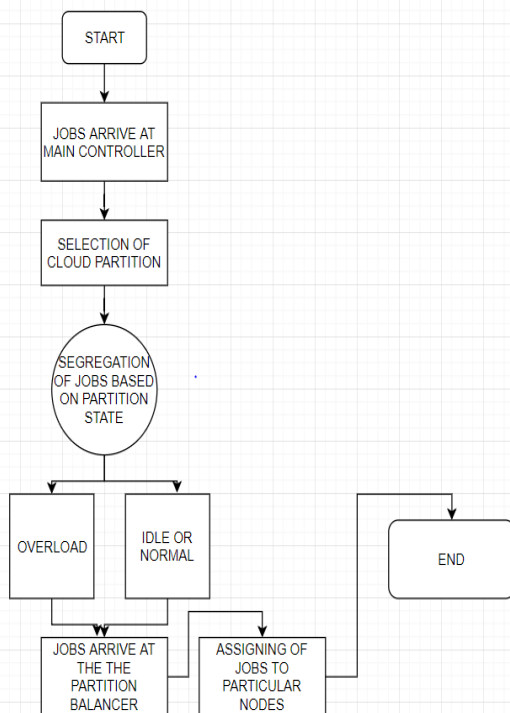 START
JOBS ARRIVE AT
MAIN CONTROLLER
SELECTION OF
CLOUD PARTITION
SEGREGATION
OF JOBS BASED
ON PARTITION
STATE
OVERLOAD
IDLE OR
NORMAL
END
JOBS ARRIVE AT
THE THE
PARTITION
BALANCER
ASSIGNING OF
JOBS TO
PARTICULAR
NODES